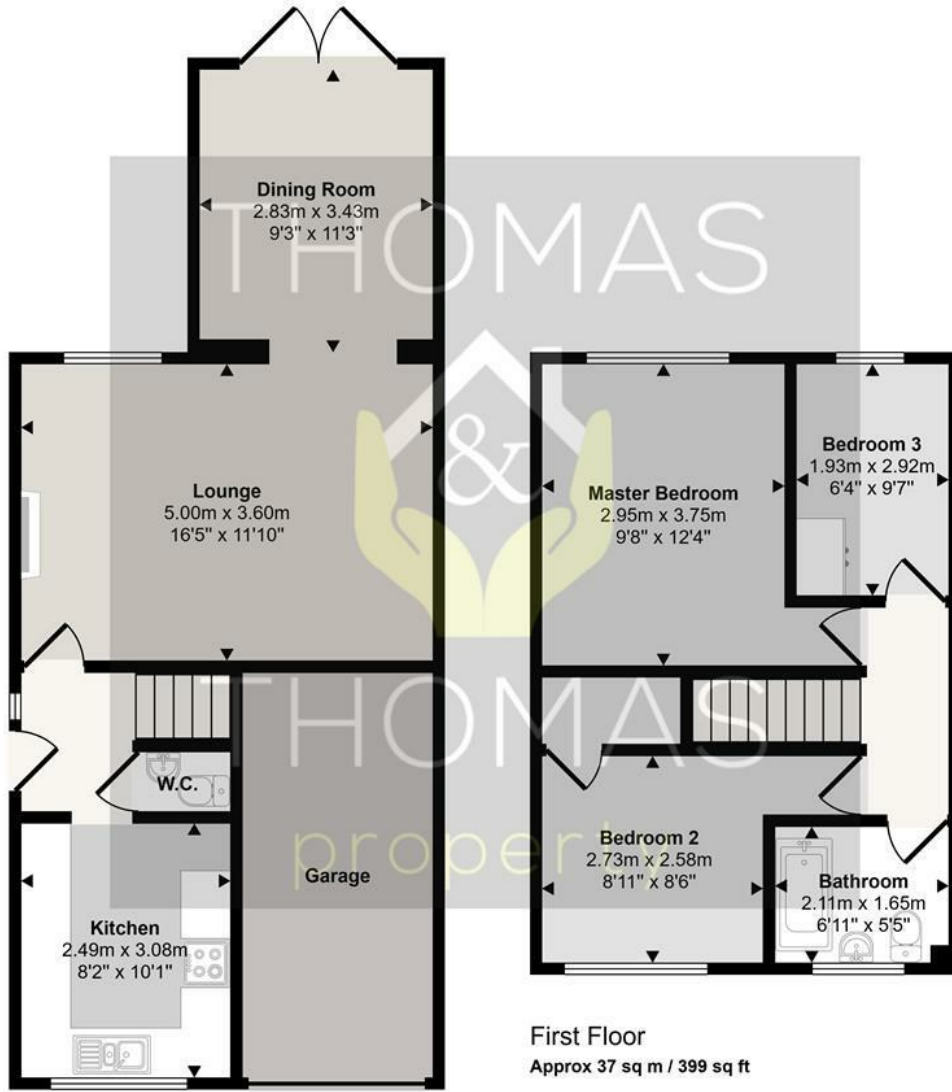 Dining Room
2.83m x 3.43m
9'3" x 11'3"
THOMAS
&
Lounge
5.00m x 3.60m
16'5" x 11'10"
Master Bedroom
2.95m x 3.75m
9'8" x 12'4"
Bedroom 3
1.93m x 2.92m
6'4" x 9'7"
THOMAS
W.C.
property
Kitchen
2.49m x 3.08m
8'2" x 10'1"
Garage
Bedroom 2
2.73m x 2.58m
8'11" x 8'6"
Bathroom
2.11m x 1.65m
6'11" x 5'5"
First Floor
Approx 37 sq m / 399 sq ft